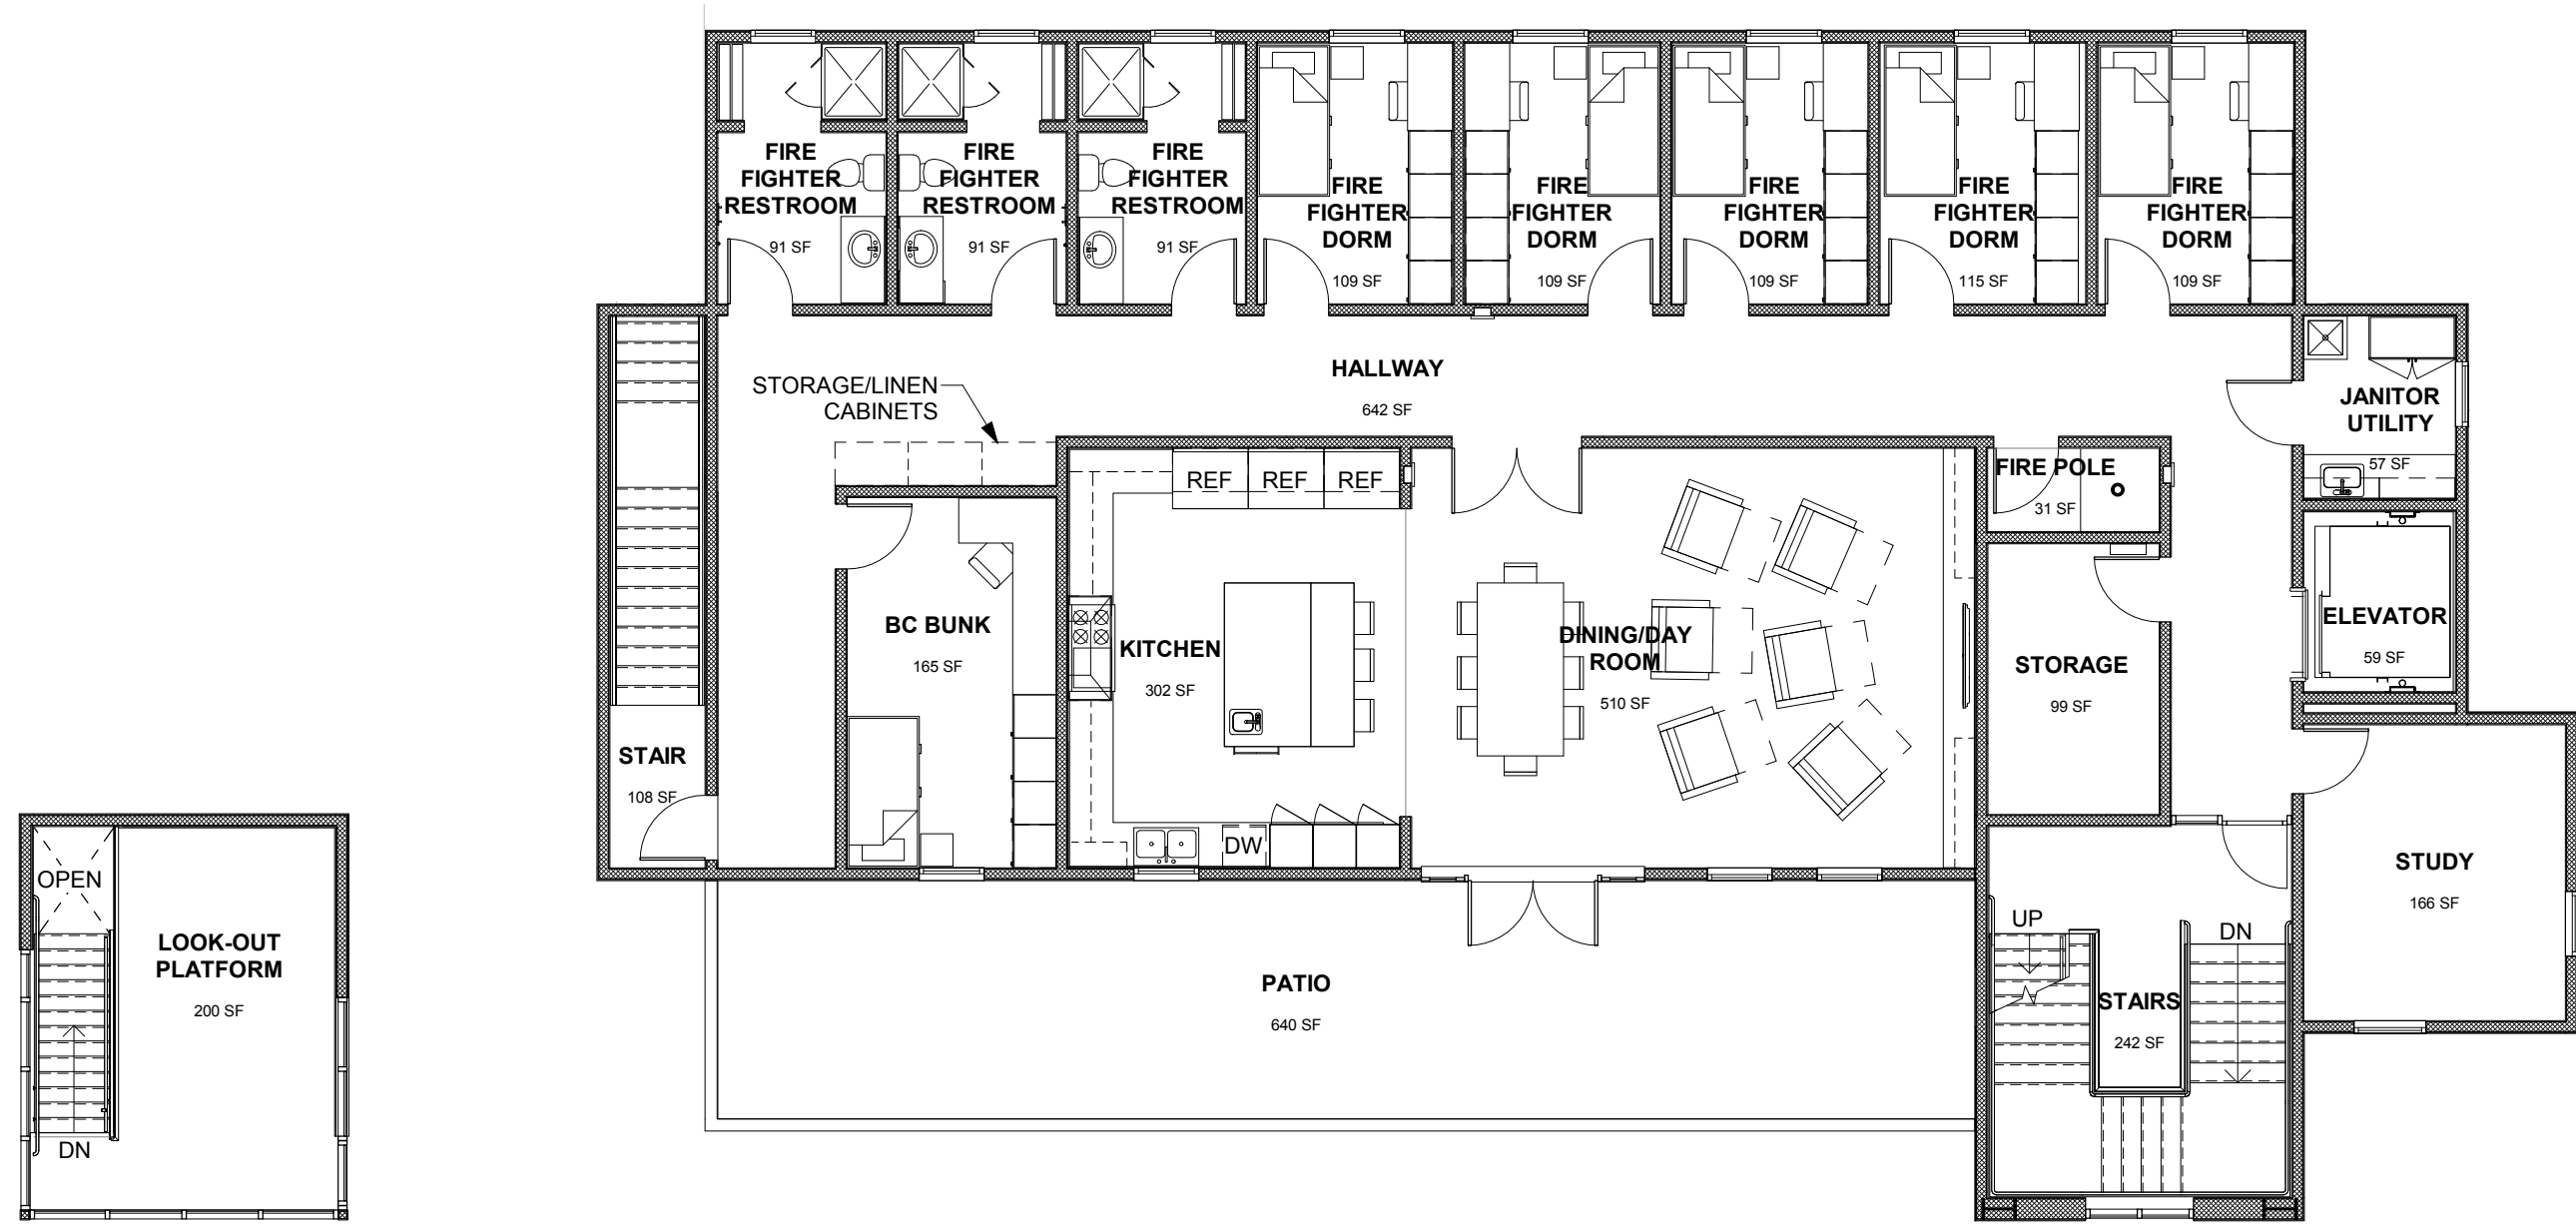 FIRE
FIGHTER
RESTROOM
91 SF
FIRE
FIGHTER
RESTROOM
91 SF
FIRE
FIGHTER
RESTROOM
91 SF
FIRE
FIGHTER
DORM
109 SF
FIRE
FIGHTER
DORM
109 SF
FIRE
FIGHTER
DORM
109 SF
FIRE
FIGHTER
DORM
115 SF
FIRE
FIGHTER
DORM
109 SF
HALLWAY
642 SF
STORAGE/LINEN
CABINETS
JANITOR
UTILITY
57 SF
REF
REF
REF
FIRE POLE
31 SF
BC BUNK
165 SF
KITCHEN
302 SF
DINING/DAY
ROOM
510 SF
STORAGE
99 SF
ELEVATOR
59 SF
STAIR
108 SF
DW
STUDY
166 SF
OPEN
LOOK-OUT
PLATFORM
200 SF
DN
PATIO
640 SF
UP
DN
STAIRS
242 SF